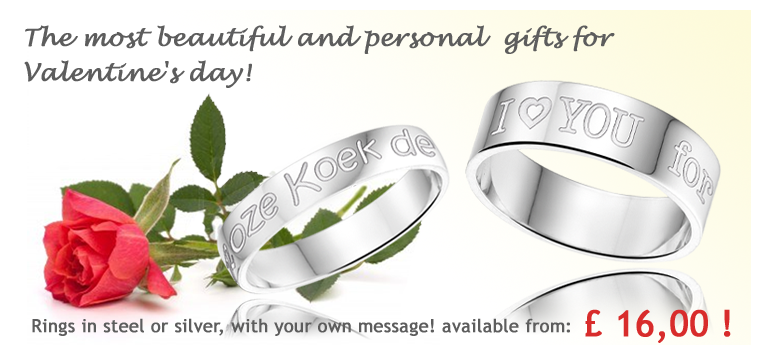 The most beautiful and personal gifts for
Valentine's day!
I ♡ YOU for
oze Koek de
Rings in steel or silver, with your own message! available from: £ 16,00 !